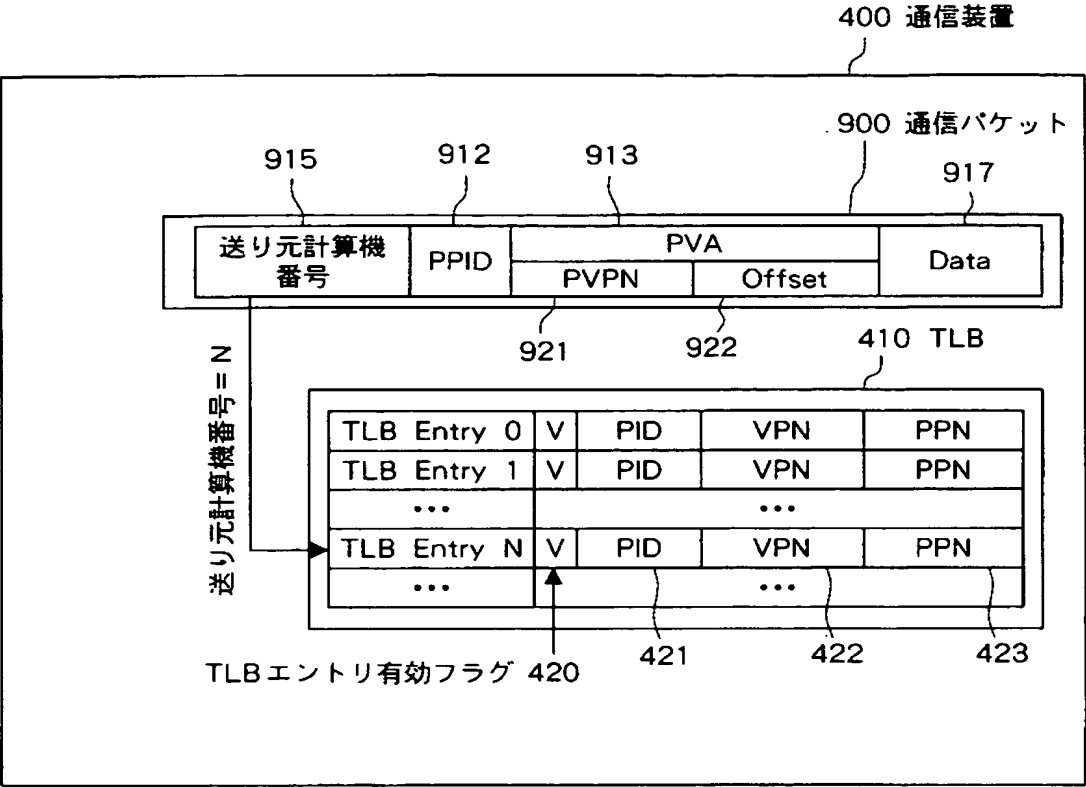 400 通信装置
900 通信パケット
915 912 913 917
送り元計算機番号 PPID PVA Data
PVPN Offset
921 922
410 TLB
送り元計算機番号=N
TLB Entry 0 V PID VPN PPN
TLB Entry 1 V PID VPN PPN
••• •••
TLB Entry N V PID VPN PPN
••• •••
421 422 423
TLBエントリ有効フラグ 420